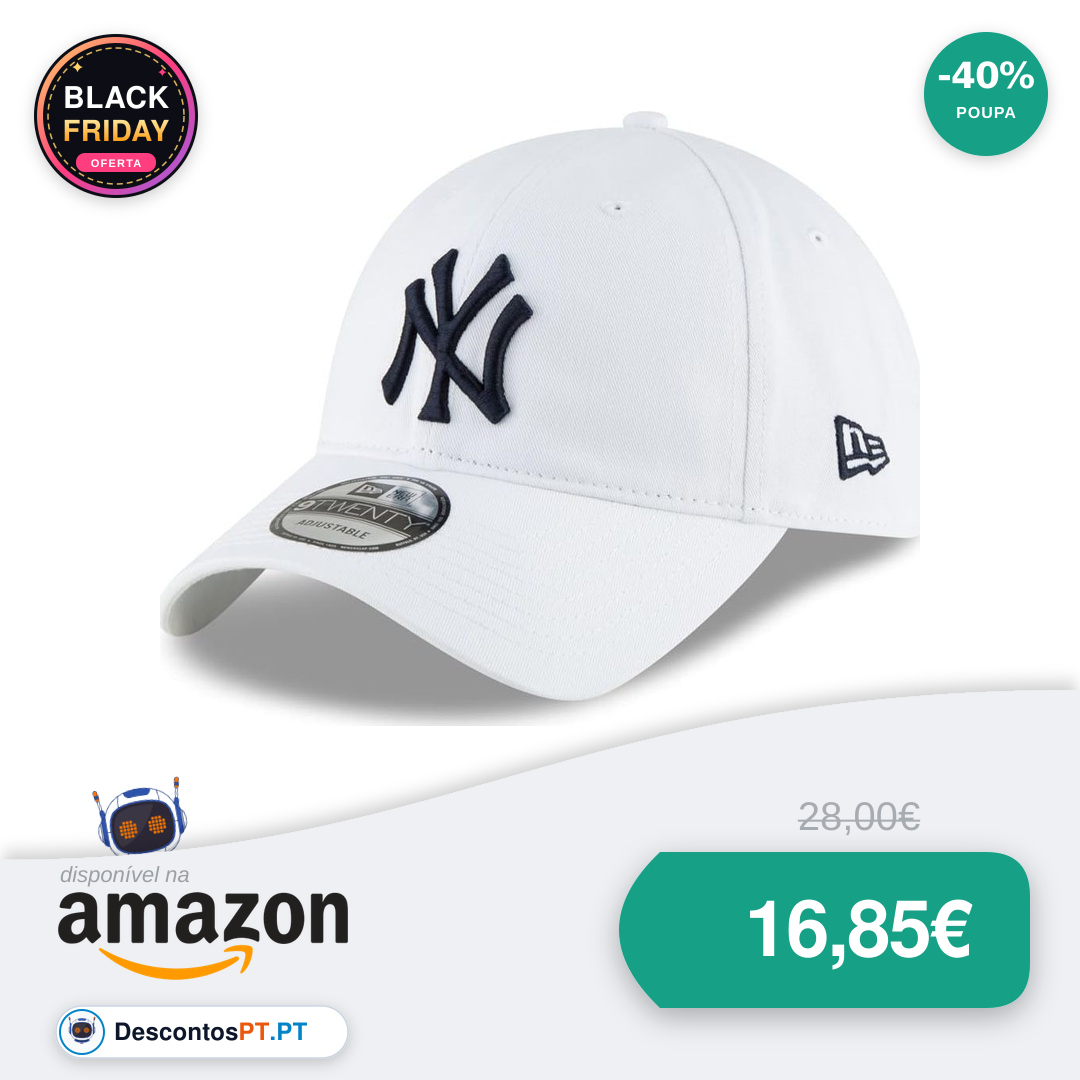 BLACK
FRIDAY
OFERTA
-40%
POUPA
NY
9TWENTY
ADJUSTABLE
28,00€
16,85€
disponível na
amazon
DescontosPT.PT